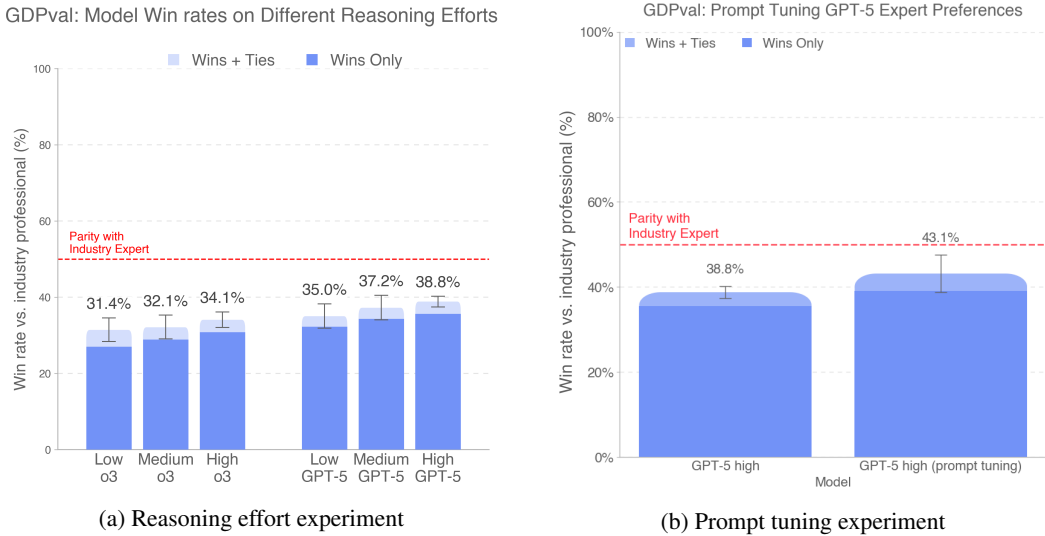 GDPval: Model Win rates on Different Reasoning Efforts
Wins + Ties
Wins Only
Win rate vs. industry professional (%)
100
80
60
40
20
0
Parity with
Industry Expert
31.4%
32.1%
34.1%
35.0%
37.2%
38.8%
Low
o3
Medium
o3
High
o3
Low
GPT-5
Medium
GPT-5
High
GPT-5
(a) Reasoning effort experiment
GDPval: Prompt Tuning GPT-5 Expert Preferences
Wins + Ties
Wins Only
Win rate vs. industry professional (%)
100%
80%
60%
40%
20%
0%
Parity with
Industry Expert
38.8%
43.1%
GPT-5 high
GPT-5 high (prompt tuning)
Model
(b) Prompt tuning experiment